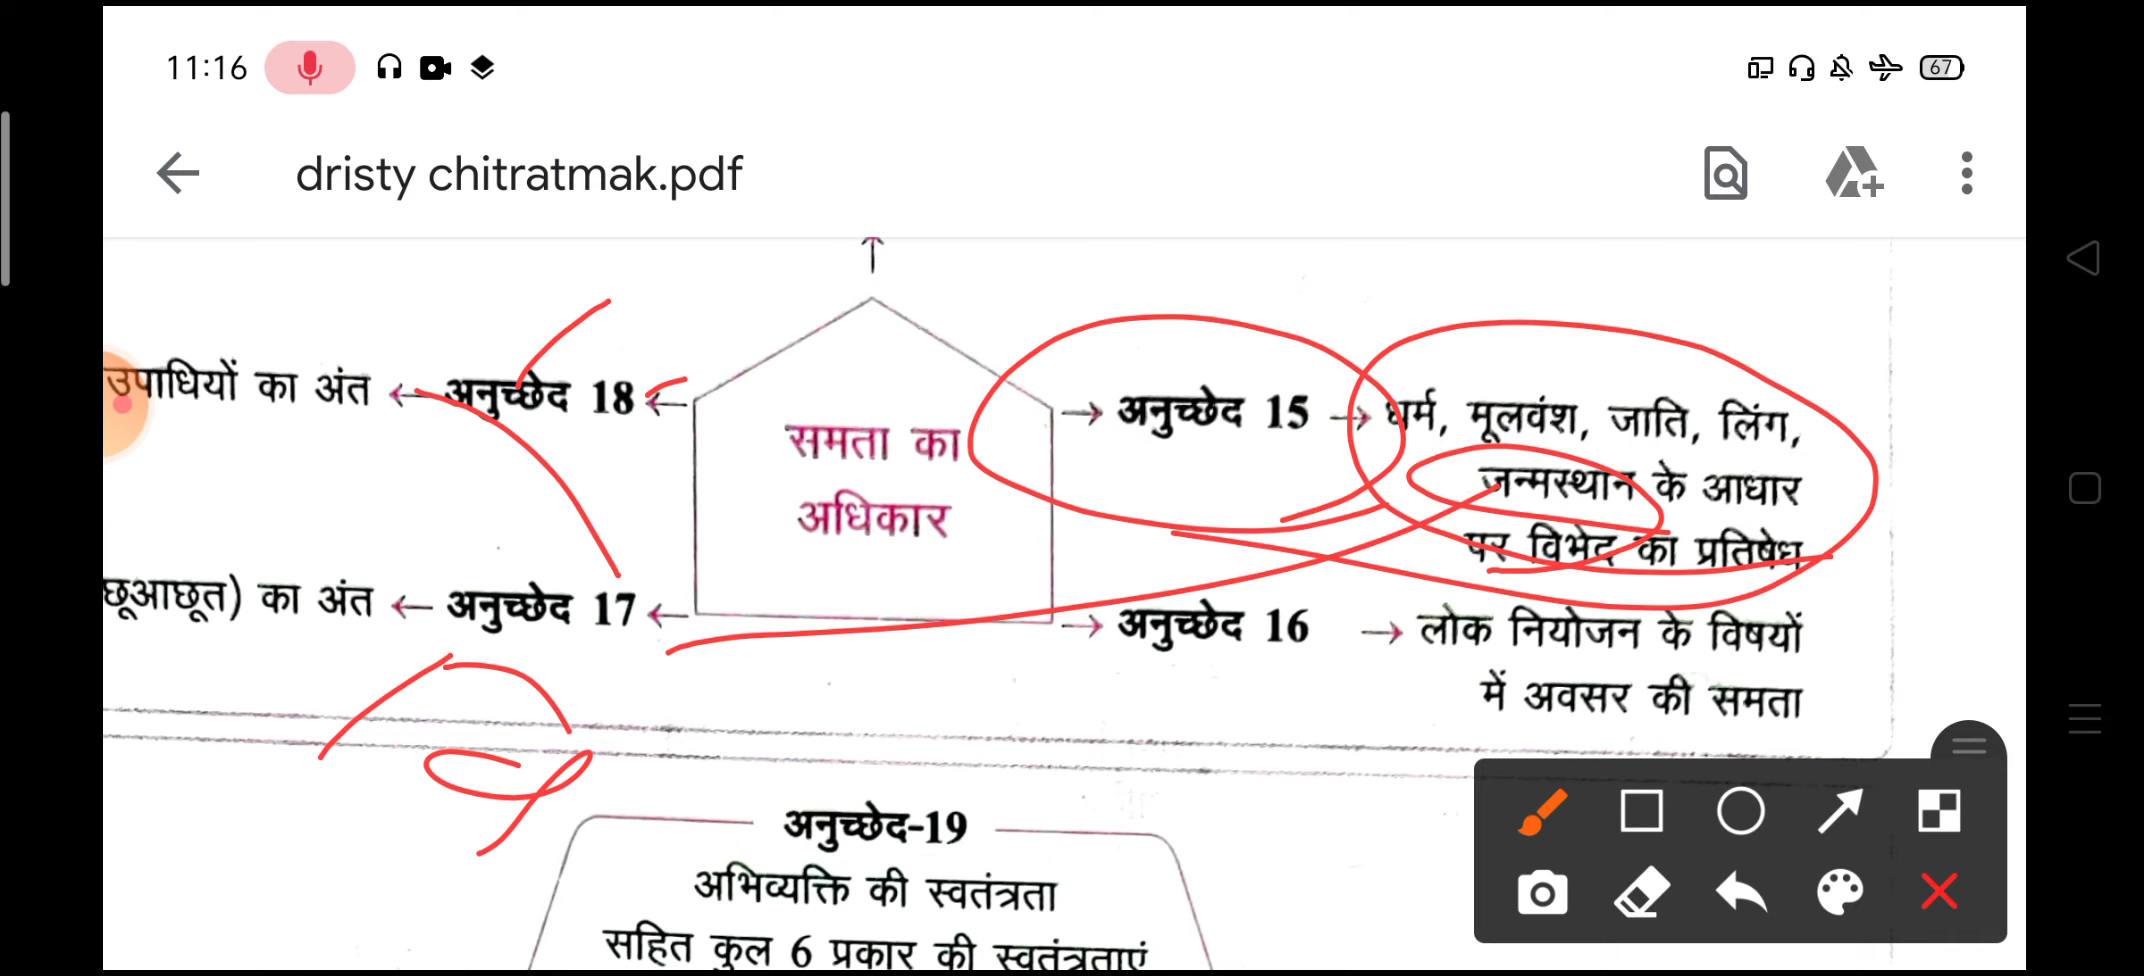 11:16
67
dristy chitratmak.pdf
उपाधियों का अंत ← अनुच्छेद 18 ←
समता का
अधिकार
→ अनुच्छेद 15 → धर्म, मूलवंश, जाति, लिंग,
जन्मस्थान के आधार
पर विभेद का प्रतिषेध
छूआछूत) का अंत ← अनुच्छेद 17 ←
→ अनुच्छेद 16 → लोक नियोजन के विषयों
में अवसर की समता
अनुच्छेद-19
अभिव्यक्ति की स्वतंत्रता
सहित कुल 6 प्रकार की स्वतंत्रताएं